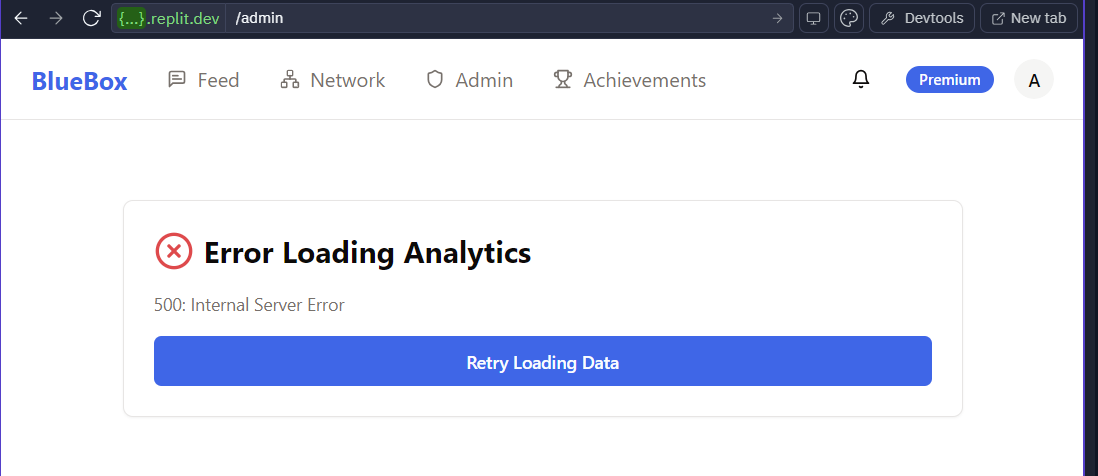 {...}.replit.dev /admin Devtools New tab
BlueBox Feed Network Admin Achievements Premium A
Error Loading Analytics
500: Internal Server Error
Retry Loading Data